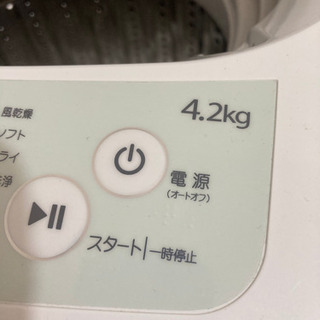 風乾燥
4.2kg
ソフト
ライ
浄
電源
(オートオフ)
スタート|一時停止